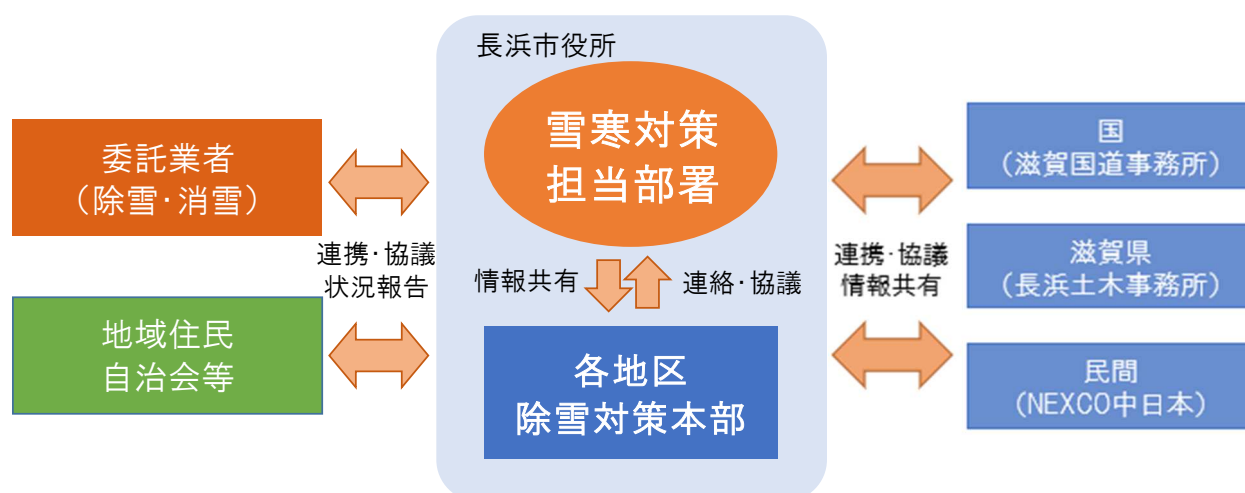 長浜市役所
雪寒対策
担当部署
情報共有
連絡・協議
各地区
除雪対策本部
委託業者
（除雪・消雪）
連携・協議
状況報告
地域住民
自治会等
連携・協議
情報共有
国
（滋賀国道事務所）
滋賀県
（長浜土木事務所）
民間
（NEXCO中日本）